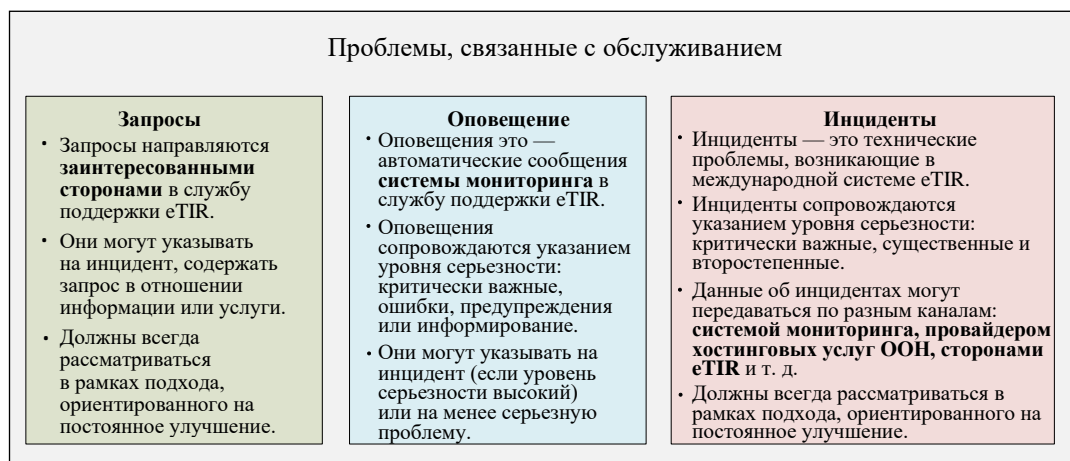 Проблемы, связанные с обслуживанием
Запросы
• Запросы направляются
заинтересованными
сторонами в службу
поддержки eTIR.
• Они могут указывать
на инцидент, содержать
запрос в отношении
информации или услуги.
• Должны всегда
рассматриваться
в рамках подхода,
ориентированного на
постоянное улучшение.
Оповещение
• Оповещения это —
автоматические сообщения
системы мониторинга в
службу поддержки eTIR.
• Оповещения
сопровождаются указанием
уровня серьезности:
критически важные,
ошибки, предупреждения
или информирование.
• Они могут указывать на
инцидент (если уровень
серьезности высокий)
или на менее серьезную
проблему.
Инциденты
• Инциденты — это технические
проблемы, возникающие в
международной системе eTIR.
• Инциденты сопровождаются
указанием уровня серьезности:
критически важные, существенные и
второстепенные.
• Данные об инцидентах могут
передаваться по разным каналам:
системой мониторинга, провайдером
хостинговых услуг ООН, сторонами
eTIR и т. д.
• Должны всегда рассматриваться в
рамках подхода, ориентированного на
постоянное улучшение.